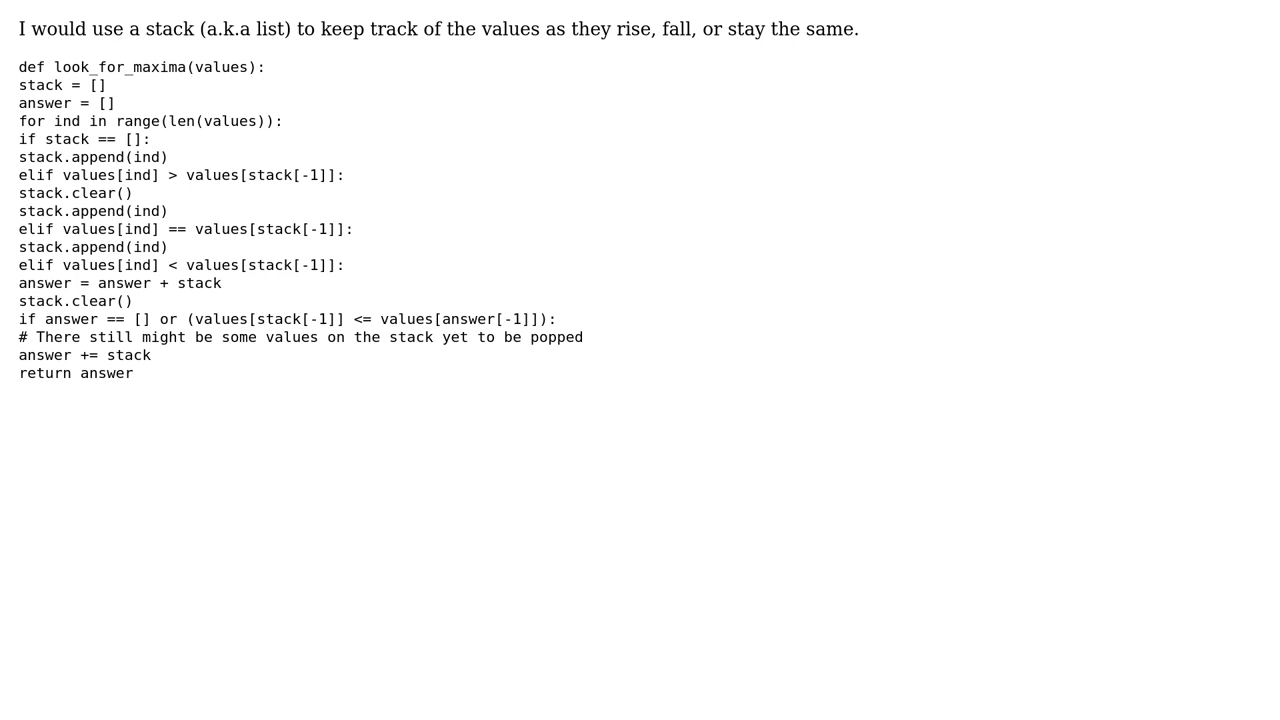 I would use a stack (a.k.a list) to keep track of the values as they rise, fall, or stay the same.
def look_for_maxima(values):
stack = []
answer = []
for ind in range(len(values)):
if stack == []:
stack.append(ind)
elif values[ind] > values[stack[-1]]:
stack.clear()
stack.append(ind)
elif values[ind] == values[stack[-1]]:
stack.append(ind)
elif values[ind] < values[stack[-1]]:
answer = answer + stack
stack.clear()
if answer == [] or (values[stack[-1]] <= values[answer[-1]]):
# There still might be some values on the stack yet to be popped
answer += stack
return answer